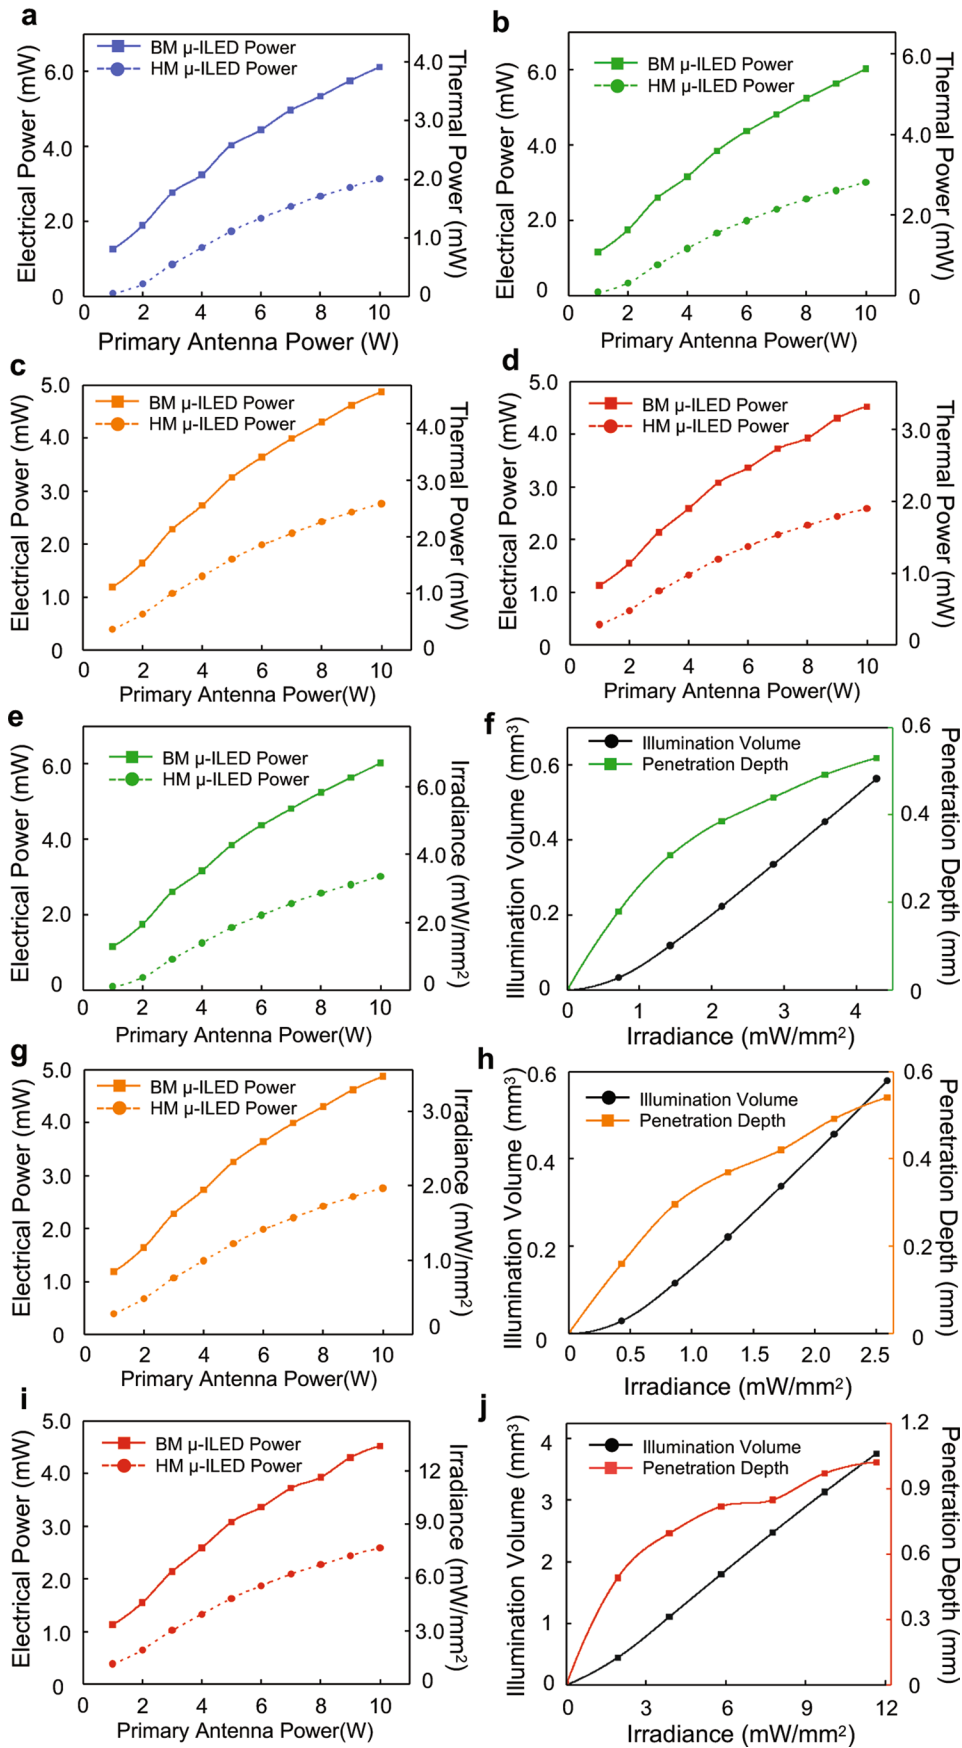 a
BM µ-ILED Power
HM µ-ILED Power
Electrical Power (mW)
6.0
4.0
2.0
0
4.0
3.0
2.0
1.0
0
Thermal Power (mW)
0 2 4 6 8 10
Primary Antenna Power (W)
b
BM µ-ILED Power
HM µ-ILED Power
Electrical Power (mW)
6.0
4.0
2.0
0
6.0
4.0
2.0
0
Thermal Power (mW)
0 2 4 6 8 10
Primary Antenna Power(W)
c
BM µ-ILED Power
HM µ-ILED Power
Electrical Power (mW)
5.0
4.0
3.0
2.0
1.0
0
4.0
3.0
2.0
1.0
0
Thermal Power (mW)
0 2 4 6 8 10
Primary Antenna Power(W)
d
BM µ-ILED Power
HM µ-ILED Power
Electrical Power (mW)
5.0
4.0
3.0
2.0
1.0
0
3.0
2.0
1.0
0
Thermal Power (mW)
0 2 4 6 8 10
Primary Antenna Power(W)
e
BM µ-ILED Power
HM µ-ILED Power
Electrical Power (mW)
6.0
4.0
2.0
0
6.0
4.0
2.0
0
Irradiance (mW/mm²)
0 2 4 6 8 10
Primary Antenna Power(W)
f
Illumination Volume
Penetration Depth
Illumination Volume (mm³)
0.6
0.4
0.2
0
0.6
0.4
0.2
0
Penetration Depth (mm)
0 1 2 3 4
Irradiance (mW/mm²)
g
BM µ-ILED Power
HM µ-ILED Power
Electrical Power (mW)
5.0
4.0
3.0
2.0
1.0
0
3.0
2.0
1.0
0
Irradiance (mW/mm²)
0 2 4 6 8 10
Primary Antenna Power(W)
h
Illumination Volume
Penetration Depth
Illumination Volume (mm³)
0.6
0.4
0.2
0
0.6
0.4
0.2
0
Penetration Depth (mm)
0 0.5 1.0 1.5 2.0 2.5
Irradiance (mW/mm²)
i
BM µ-ILED Power
HM µ-ILED Power
Electrical Power (mW)
5.0
4.0
3.0
2.0
1.0
0
12
9.0
6.0
3.0
0
Irradiance (mW/mm²)
0 2 4 6 8 10
Primary Antenna Power(W)
j
Illumination Volume
Penetration Depth
Illumination Volume (mm³)
4
3
2
1
0
1.2
0.9
0.6
0.3
0
Penetration Depth (mm)
0 3 6 9 12
Irradiance (mW/mm²)